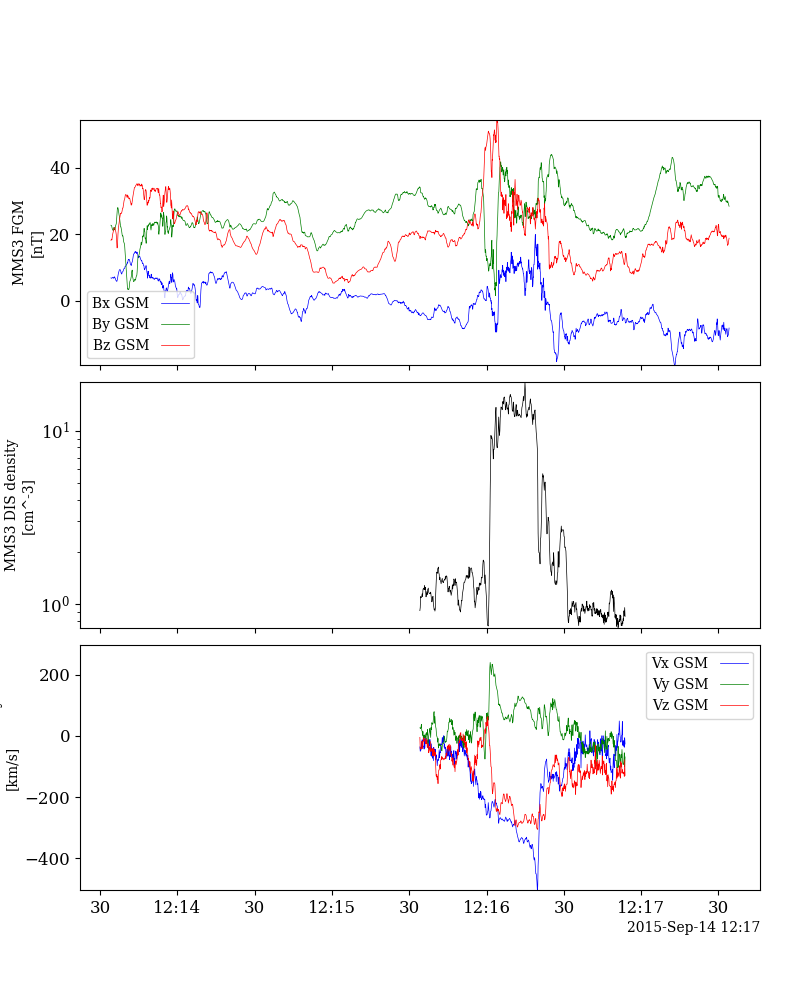 MMS3 FGM
[nT]
40
20
0
Bx GSM
By GSM
Bz GSM
MMS3 DIS density
[cm^-3]
10^1
10^0
[km/s]
200
0
−200
−400
Vx GSM
Vy GSM
Vz GSM
30 12:14 30 12:15 30 12:16 30 12:17 30
2015-Sep-14 12:17